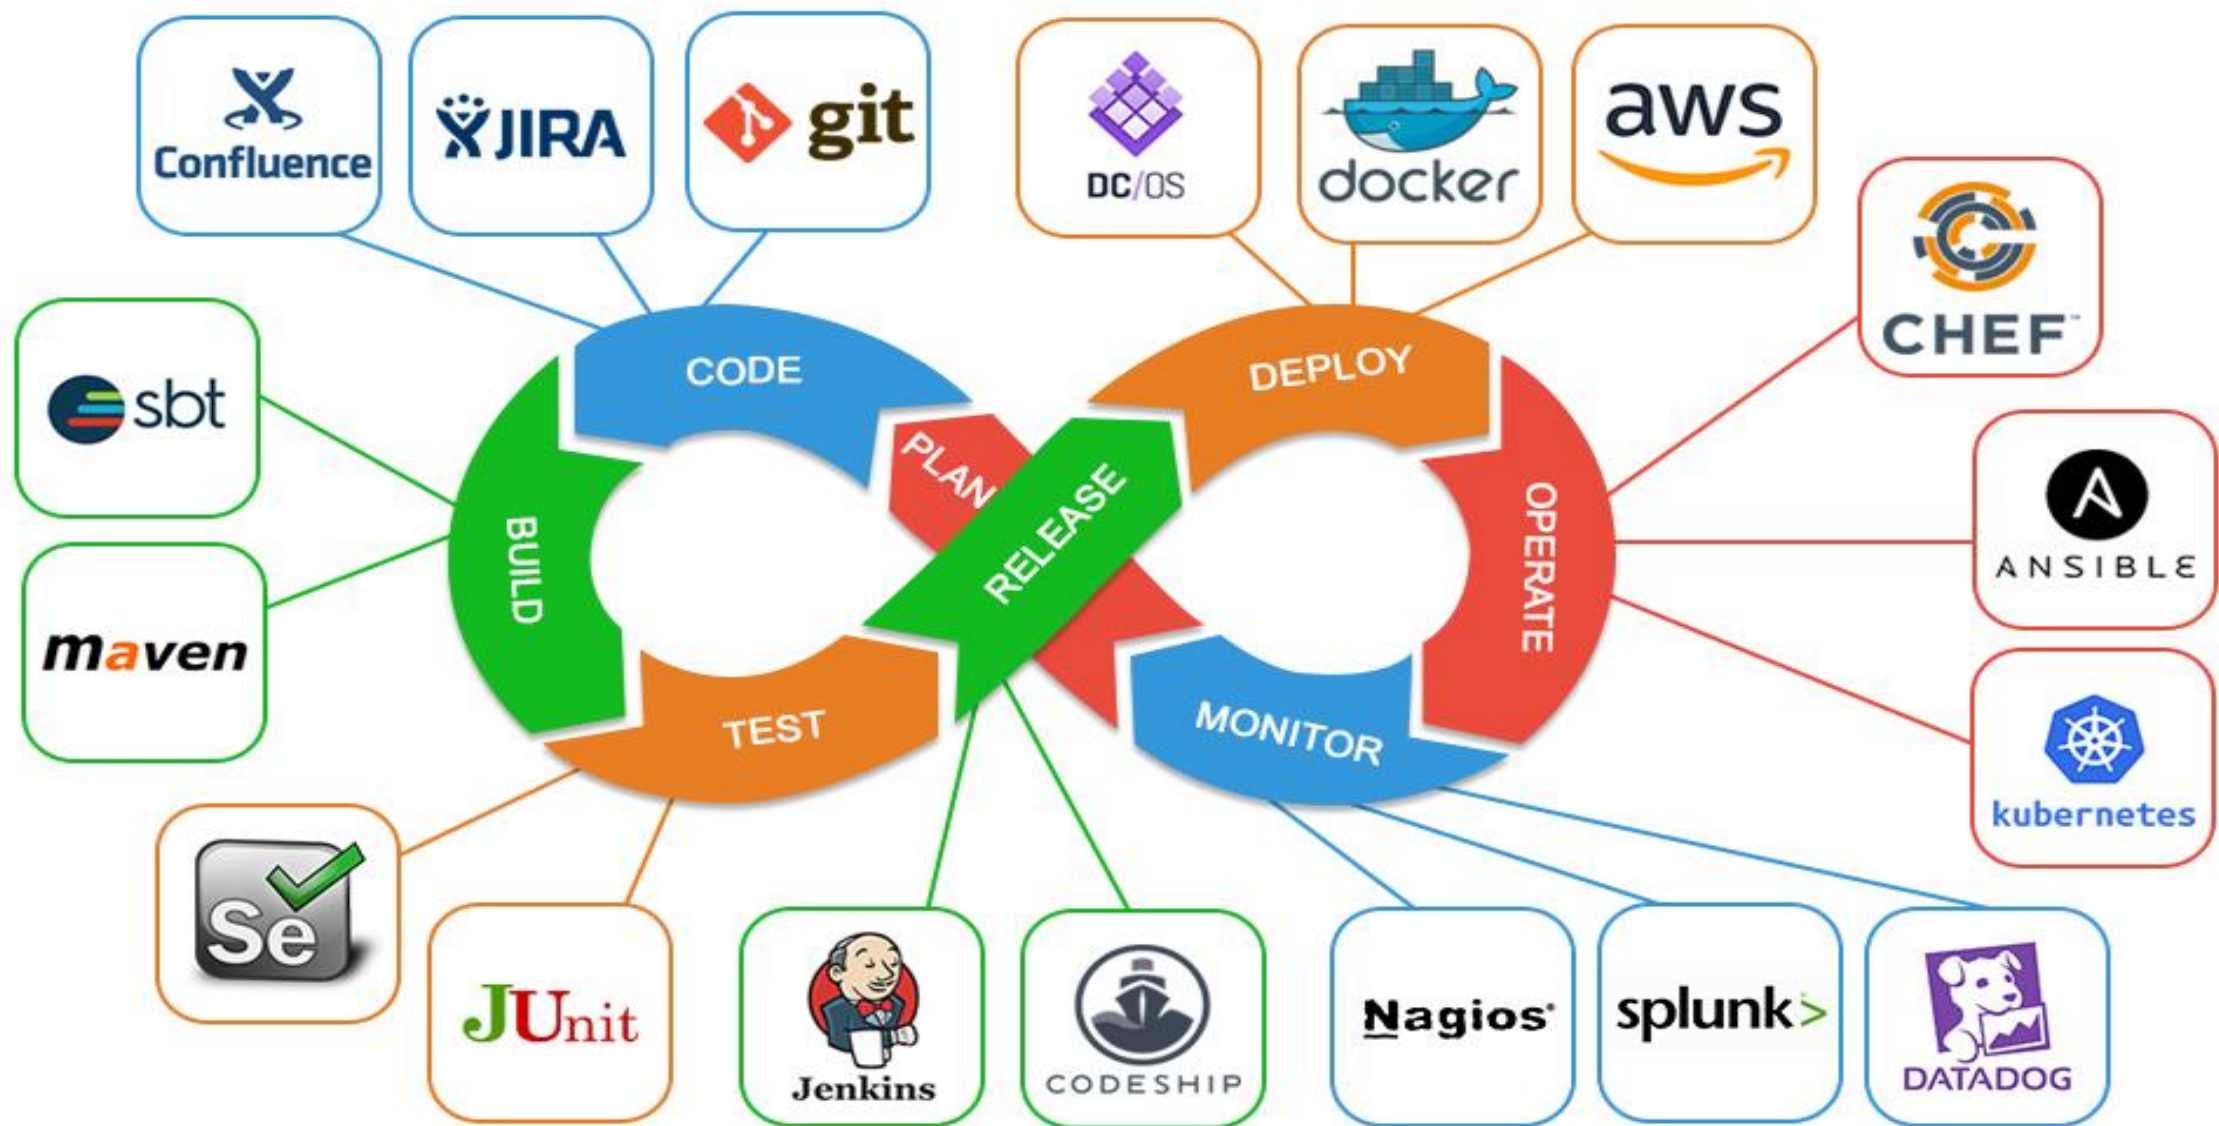 Confluence
JIRA
git
DC/OS
docker
aws
CHEF™
sbt
maven
ANSIBLE
kubernetes
CODE
PLAN
BUILD
TEST
RELEASE
DEPLOY
OPERATE
MONITOR
Se
JUnit
Jenkins
CODESHIP
Nagios®
splunk>
DATADOG